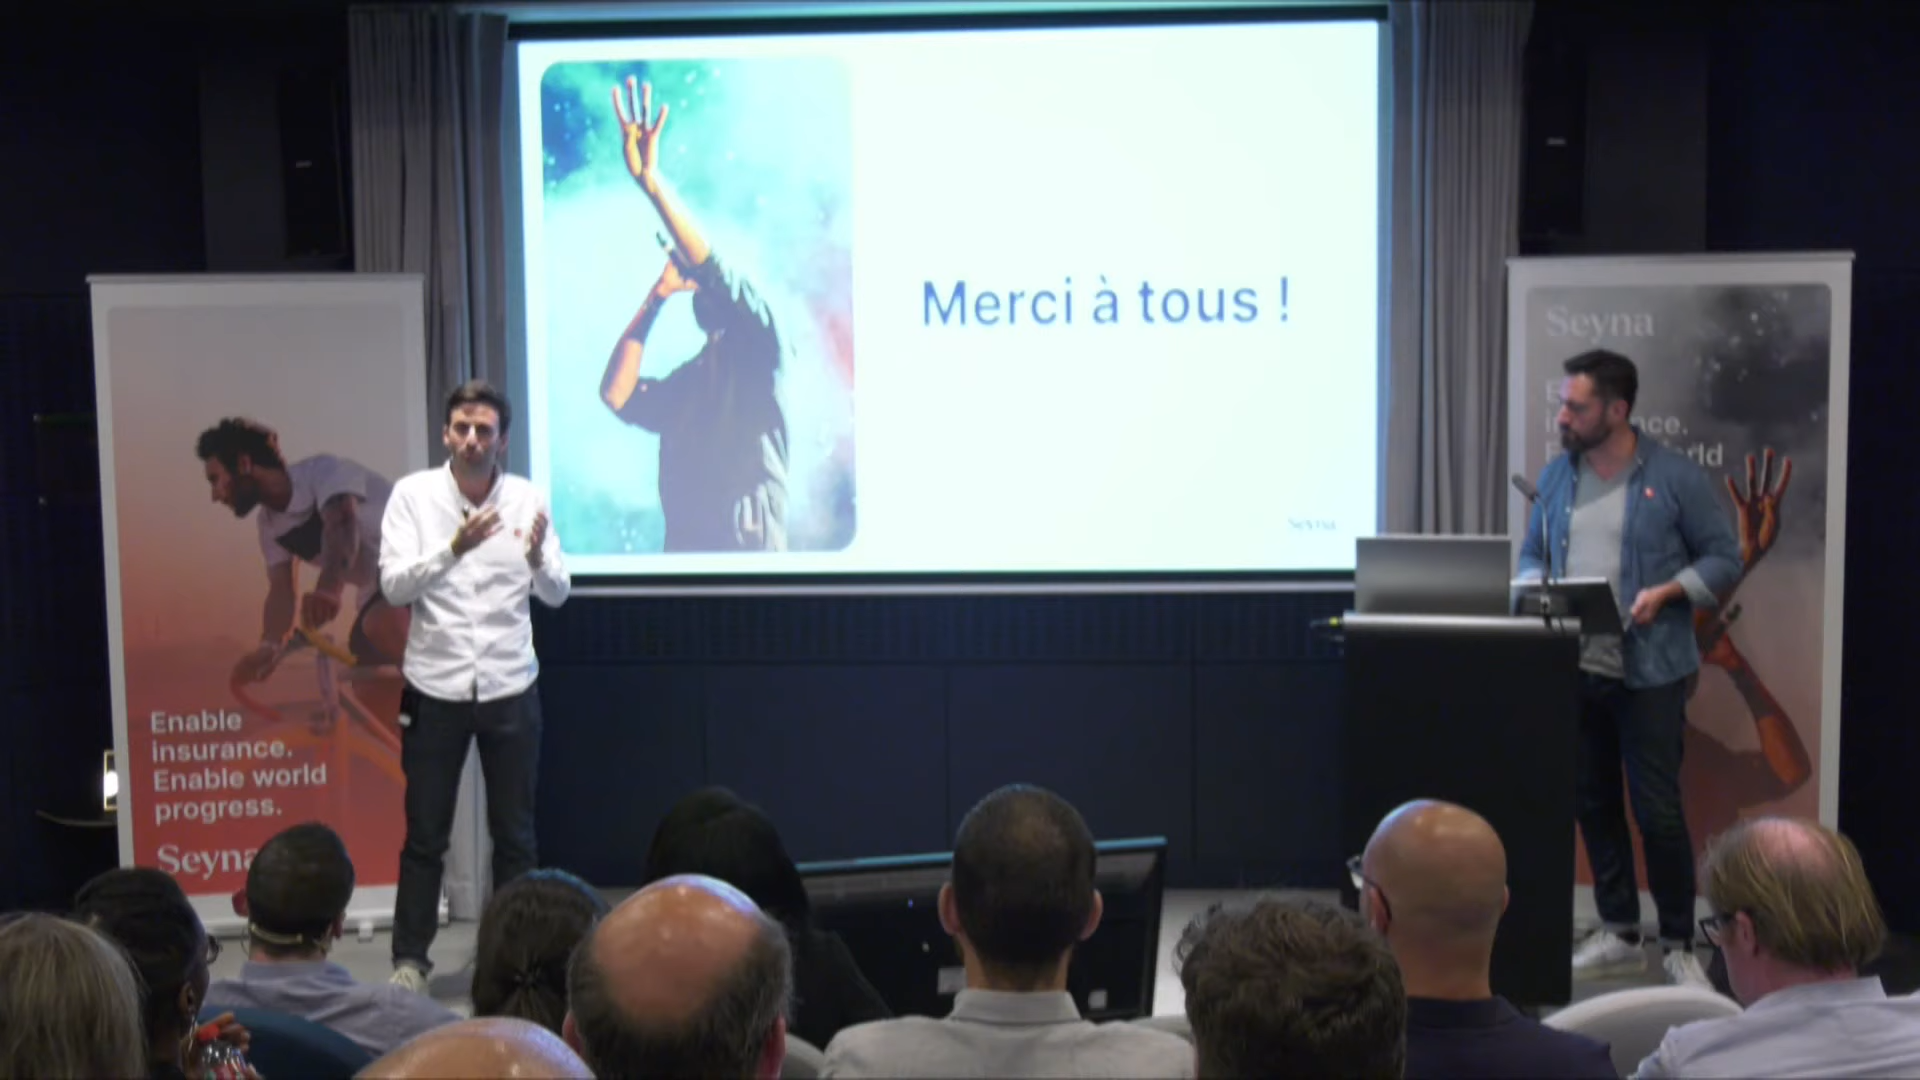 Merci à tous !
Seyna
Enable
insurance.
Enable world
progress.
Seyna
Seyna